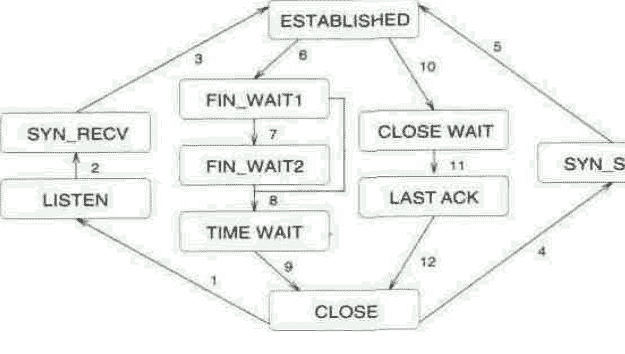 ESTABLISHED
3
6
10
5
FIN_WAIT1
SYN_RECV
7
CLOSE WAIT
2
FIN_WAIT2
11
SYN_S
LISTEN
8
LAST ACK
TIME WAIT
1
9
12
4
CLOSE